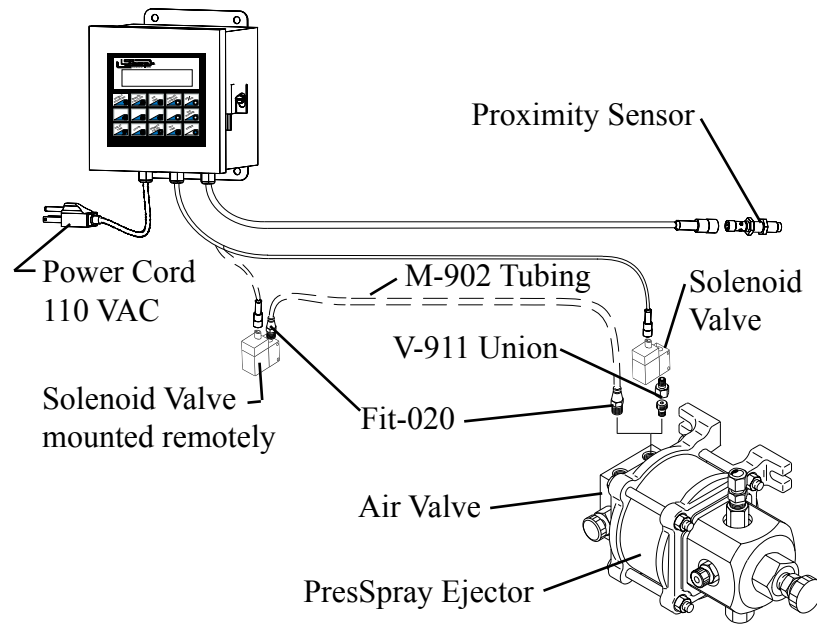 Proximity Sensor
Power Cord
110 VAC
M-902 Tubing
Solenoid
Valve
V-911 Union
Solenoid Valve
mounted remotely
Fit-020
Air Valve
PresSpray Ejector